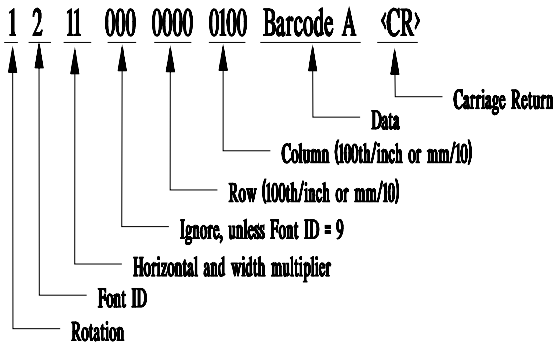 1 2 11 000 0000 0100 Barcode A <CR>
Carriage Return
Data
Column (100th/inch or mm/10)
Row (100th/inch or mm/10)
Ignore, unless Font ID = 9
Horizontal and width multiplier
Font ID
Rotation